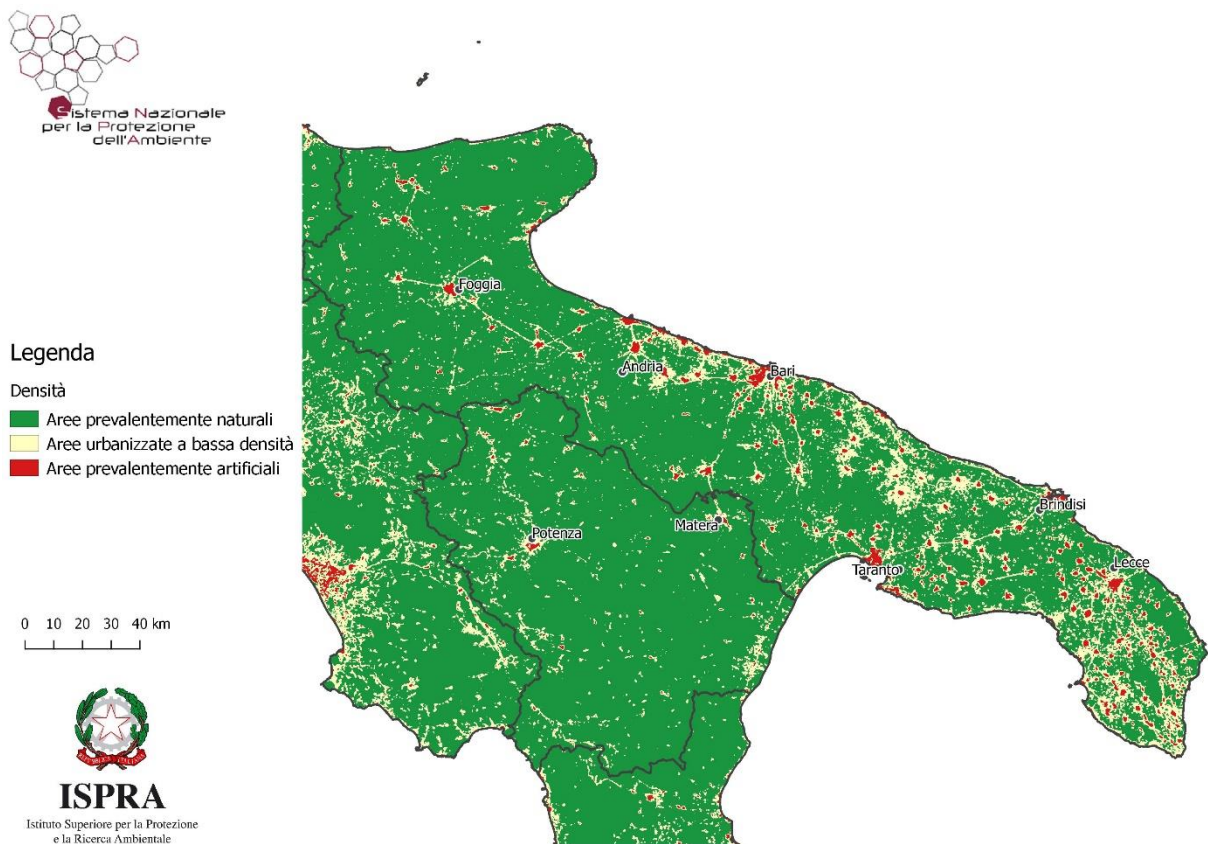 Sistema Nazionale
per la Protezione
dell'Ambiente
Foggia
Andria
Bari
Legenda
Densità
Aree prevalentemente naturali
Aree urbanizzate a bassa densità
Aree prevalentemente artificiali
Brindisi
Matera
Potenza
Taranto
Lecce
0 10 20 30 40 km
ISPRA
Istituto Superiore per la Protezione
e la Ricerca Ambientale